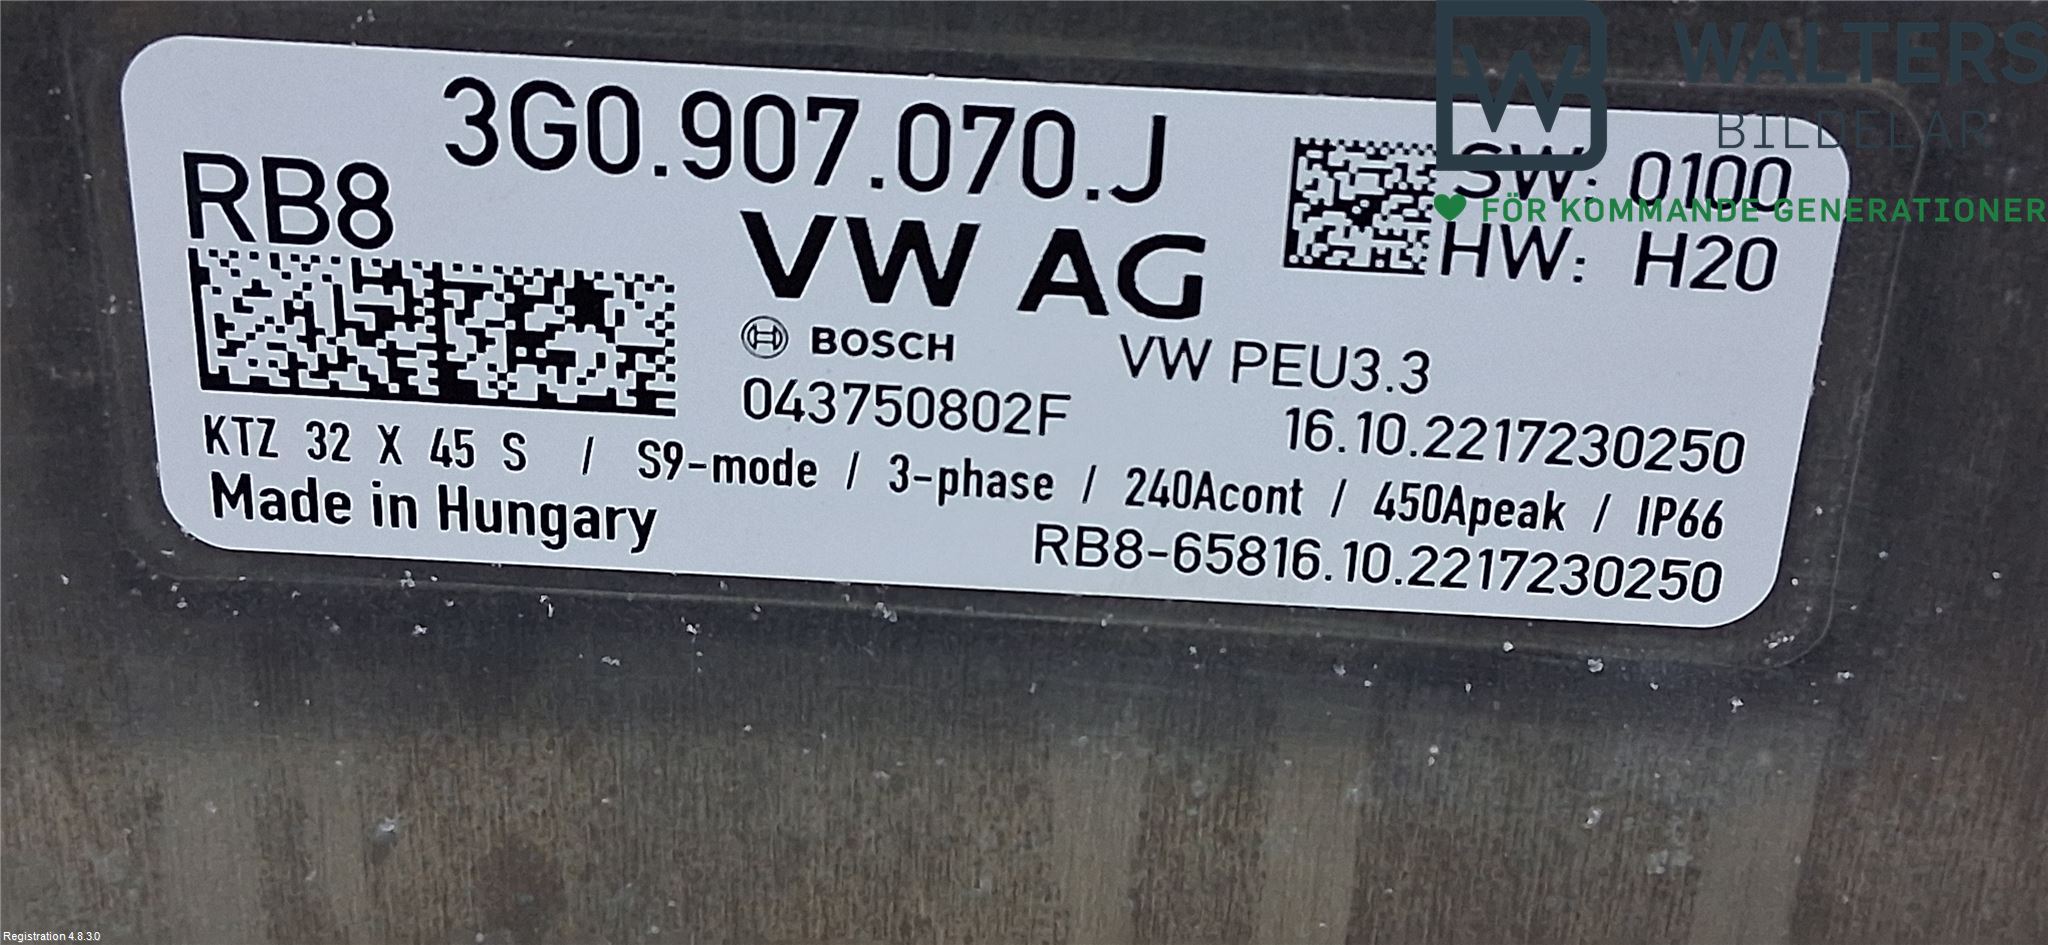 3G0.907.070.J
RB8
VW AG
SW: 0100
HW: H20
BOSCH
VW PEU3.3
043750802F
16.10.2217230250
KTZ 32 X 45 S / S9-mode / 3-phase / 240Acont / 450Apeak / IP66
Made in Hungary
RB8-65816.10.2217230250
WALTERS
BILDELAR
FÖR KOMMANDE GENERATIONER
Registration 4.8.3.0